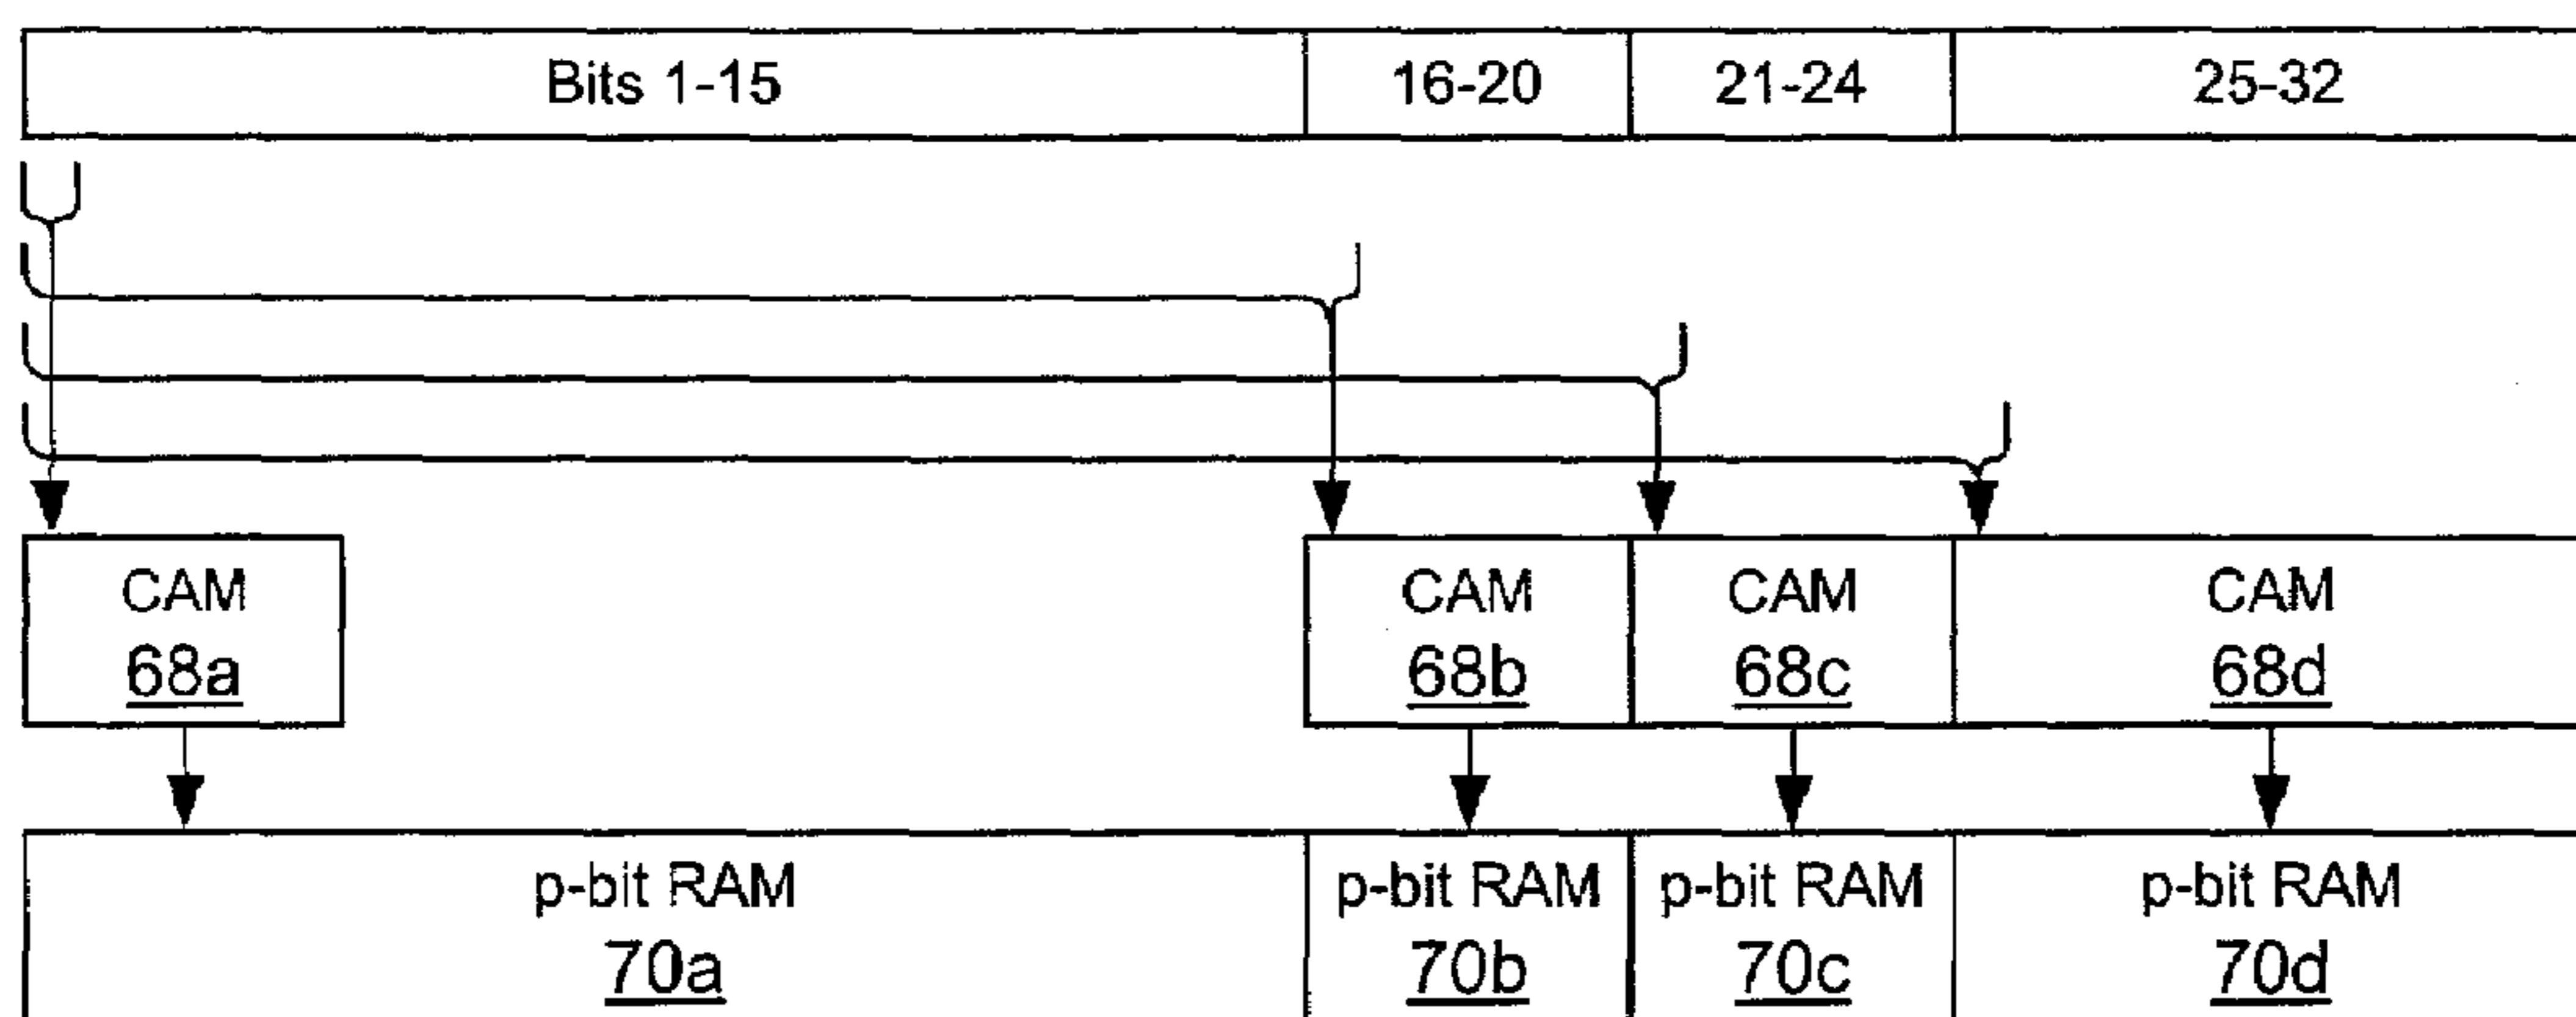 Bits 1-15 16-20 21-24 25-32
CAM CAM CAM CAM
68a 68b 68c 68d
p-bit RAM p-bit RAM p-bit RAM p-bit RAM
70a 70b 70c 70d